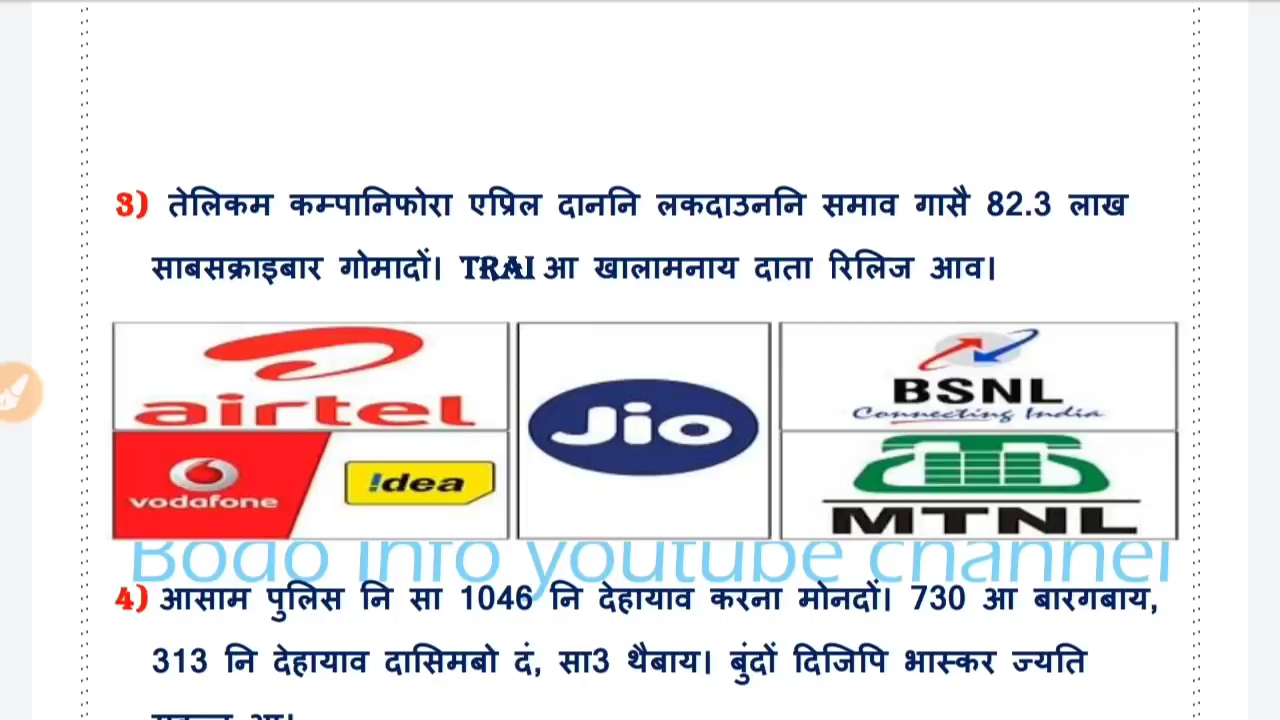 3) तेलिकम कम्पानिफोरा एप्रिल दाननि लकदाउननि समाव गासै 82.3 लाख
साबसक्राइबार गोमादों। TRAI आ खालामनाय दाता रिलिज आव।
airtel
vodafone
!dea
Jio
BSNL
Connecting India
MTNL
Bodo info youtube channel
4) आसाम पुलिस नि सा 1046 नि देहायाव करना मोनदों। 730 आ बारगबाय,
313 नि देहायाव दासिमबो दं, सा3 थैबाय। बुंदों दिजिपि भास्कर ज्यति